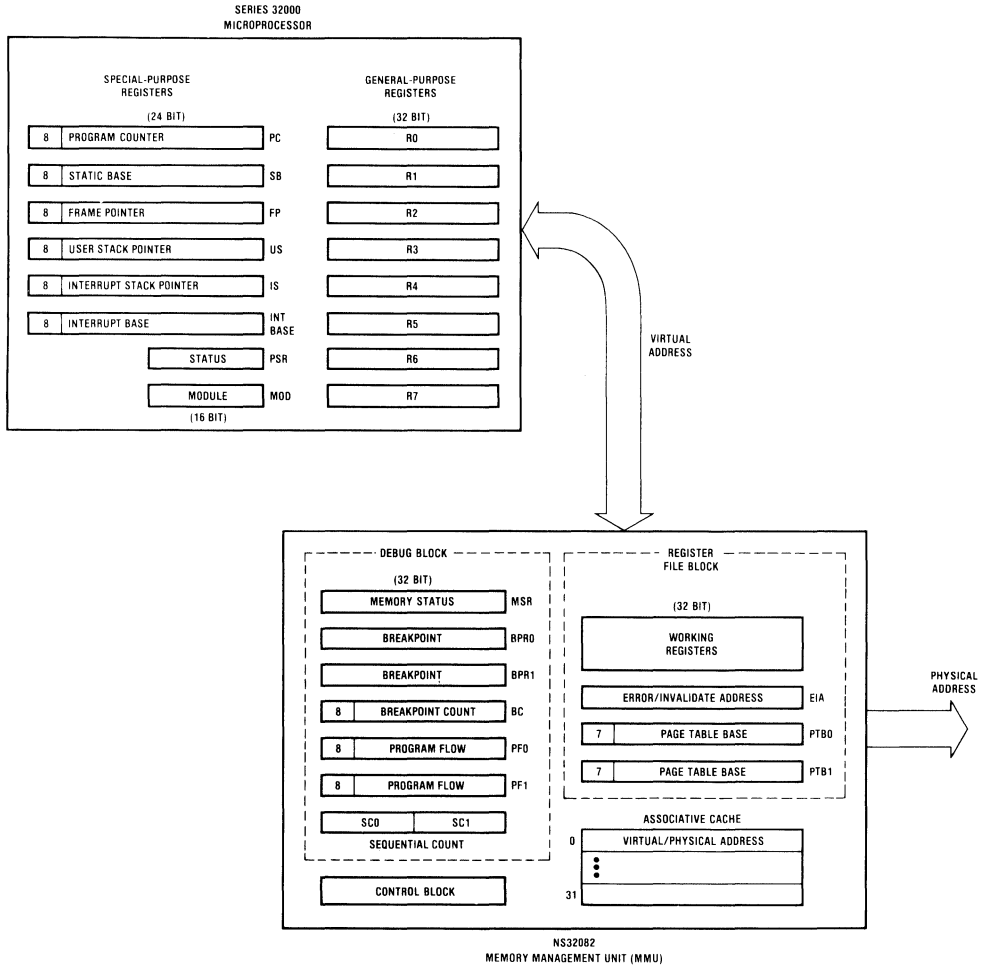 SERIES 32000
MICROPROCESSOR
SPECIAL-PURPOSE
REGISTERS
(24 BIT)
8 PROGRAM COUNTER PC
8 STATIC BASE SB
8 FRAME POINTER FP
8 USER STACK POINTER US
8 INTERRUPT STACK POINTER IS
8 INTERRUPT BASE INT BASE
STATUS PSR
MODULE MOD
(16 BIT)
GENERAL-PURPOSE
REGISTERS
(32 BIT)
R0
R1
R2
R3
R4
R5
R6
R7
VIRTUAL
ADDRESS
DEBUG BLOCK
(32 BIT)
MEMORY STATUS MSR
BREAKPOINT BPR0
BREAKPOINT BPR1
8 BREAKPOINT COUNT BC
8 PROGRAM FLOW PF0
8 PROGRAM FLOW PF1
SC0 SC1
SEQUENTIAL COUNT
CONTROL BLOCK
REGISTER
FILE BLOCK
(32 BIT)
WORKING
REGISTERS
ERROR/INVALIDATE ADDRESS EIA
7 PAGE TABLE BASE PTB0
7 PAGE TABLE BASE PTB1
ASSOCIATIVE CACHE
0 VIRTUAL/PHYSICAL ADDRESS
31
PHYSICAL
ADDRESS
NS32082
MEMORY MANAGEMENT UNIT (MMU)